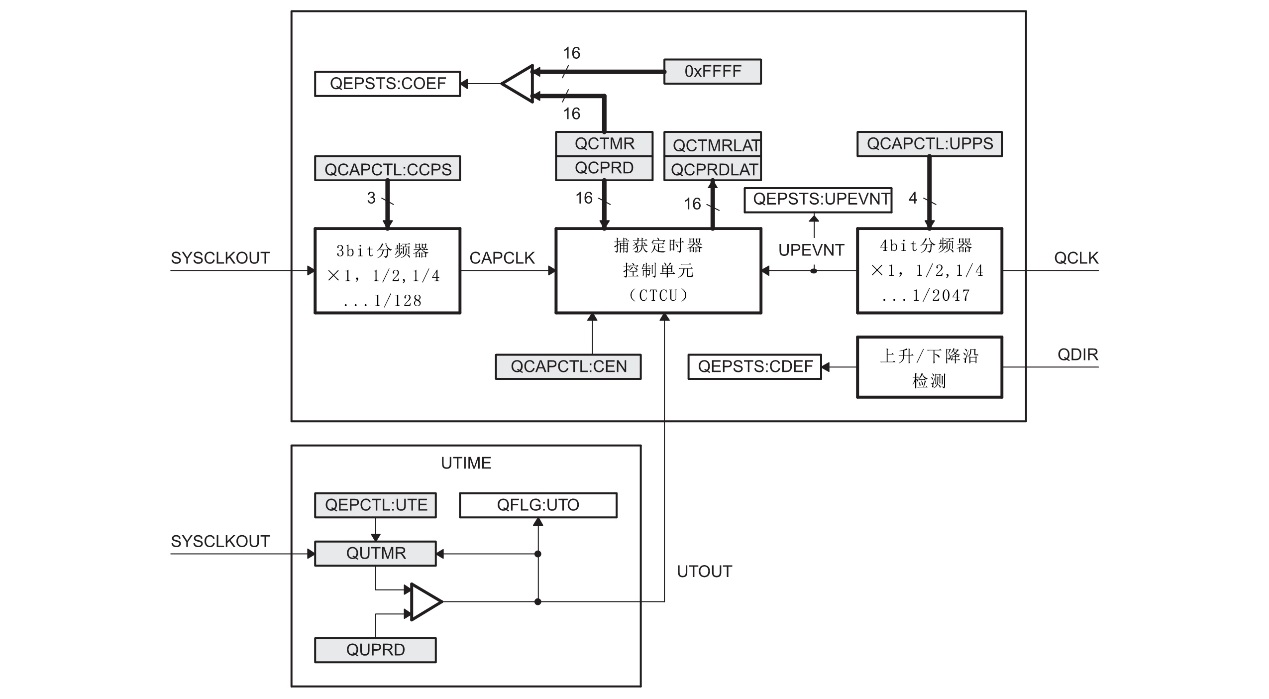 16
QEPSTS:COEF
0xFFFF
16
QCTMR
QCTMRLAT
QCAPCTL:UPPS
QCAPCTL:CCPS
QCPRD
QCPRDLAT
3
16
16
QEPSTS:UPEVNT
4
SYSCLKOUT
3bit分频器
×1, 1/2,1/4
...1/128
CAPCLK
捕获定时器
控制单元
(CTCU)
UPEVNT
4bit分频器
×1, 1/2,1/4
...1/2047
QCLK
QCAPCTL:CEN
QEPSTS:CDEF
上升/下降沿
检测
QDIR
UTIME
QEPCTL:UTE
QFLG:UTO
SYSCLKOUT
QUTMR
UTOUT
QUPRD